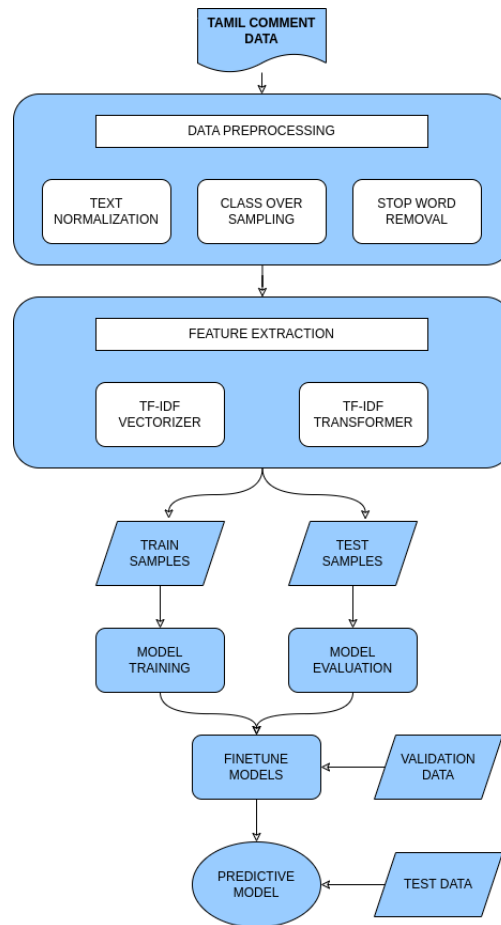 TAMIL COMMENT
DATA
DATA PREPROCESSING
TEXT
NORMALIZATION
CLASS OVER
SAMPLING
STOP WORD
REMOVAL
FEATURE EXTRACTION
TF-IDF
VECTORIZER
TF-IDF
TRANSFORMER
TRAIN
SAMPLES
TEST
SAMPLES
MODEL
TRAINING
MODEL
EVALUATION
FINETUNE
MODELS
VALIDATION
DATA
PREDICTIVE
MODEL
TEST DATA